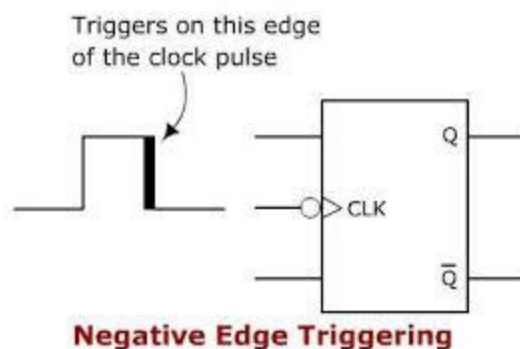 Triggers on this edge
of the clock pulse
Q
CLK
Q̅
Negative Edge Triggering